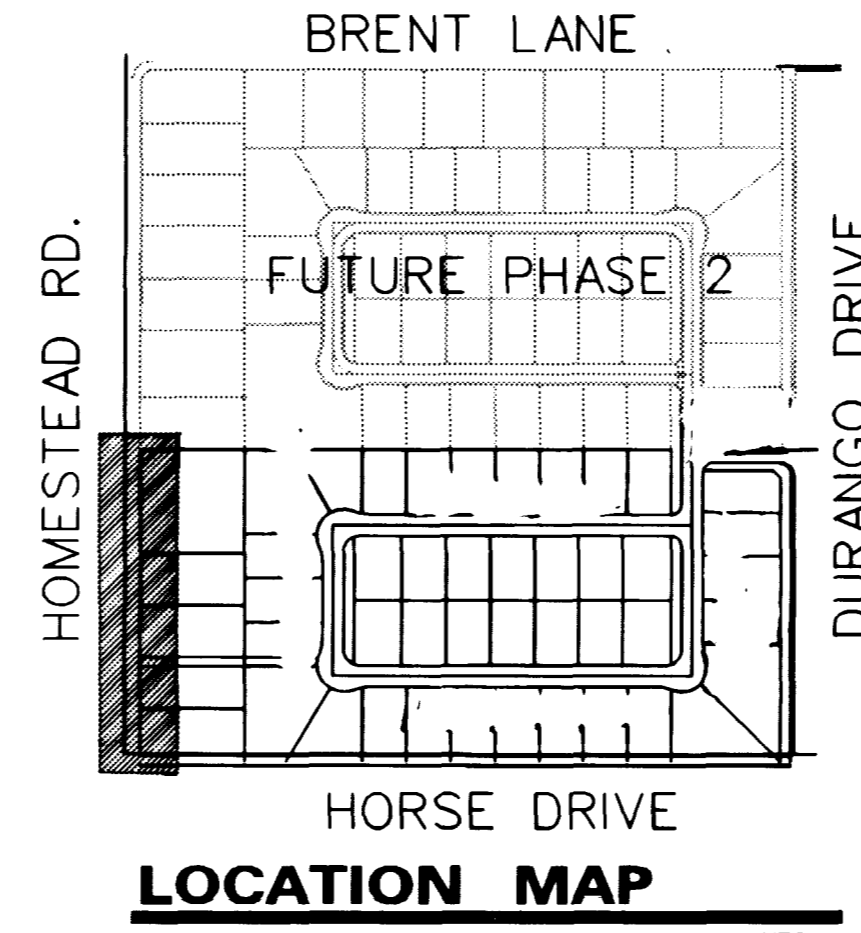 BRENT LANE
HOMESTEAD RD.
FUTURE PHASE 2
DURANGO DRIVE
HORSE DRIVE
LOCATION MAP